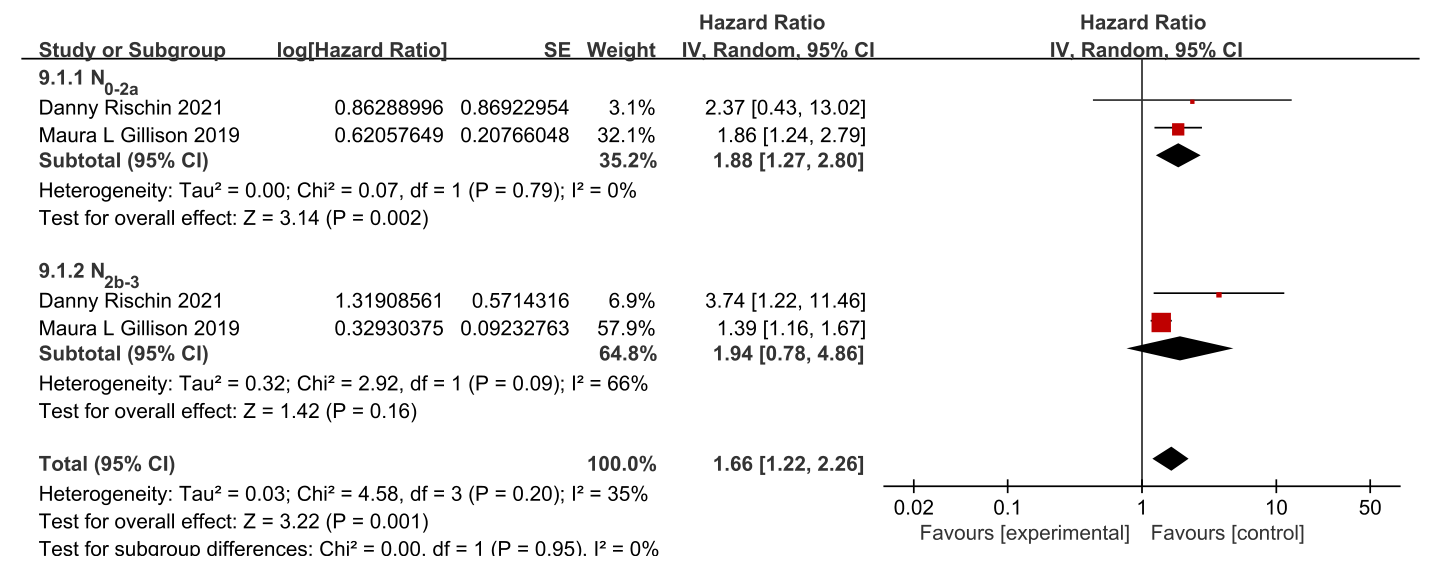 Hazard Ratio Hazard Ratio
Study or Subgroup log[Hazard Ratio] SE Weight IV, Random, 95% CI IV, Random, 95% CI
9.1.1 N0-2a
Danny Rischin 2021 0.86288996 0.86922954 3.1% 2.37 [0.43, 13.02]
Maura L Gillison 2019 0.62057649 0.20766048 32.1% 1.86 [1.24, 2.79]
Subtotal (95% CI) 35.2% 1.88 [1.27, 2.80]
Heterogeneity: Tau² = 0.00; Chi² = 0.07, df = 1 (P = 0.79); I² = 0%
Test for overall effect: Z = 3.14 (P = 0.002)
9.1.2 N2b-3
Danny Rischin 2021 1.31908561 0.5714316 6.9% 3.74 [1.22, 11.46]
Maura L Gillison 2019 0.32930375 0.09232763 57.9% 1.39 [1.16, 1.67]
Subtotal (95% CI) 64.8% 1.94 [0.78, 4.86]
Heterogeneity: Tau² = 0.32; Chi² = 2.92, df = 1 (P = 0.09); I² = 66%
Test for overall effect: Z = 1.42 (P = 0.16)
Total (95% CI) 100.0% 1.66 [1.22, 2.26]
Heterogeneity: Tau² = 0.03; Chi² = 4.58, df = 3 (P = 0.20); I² = 35%
Test for overall effect: Z = 3.22 (P = 0.001)
Test for subgroup differences: Chi² = 0.00, df = 1 (P = 0.95), I² = 0%
0.02 0.1 1 10 50
Favours [experimental] Favours [control]